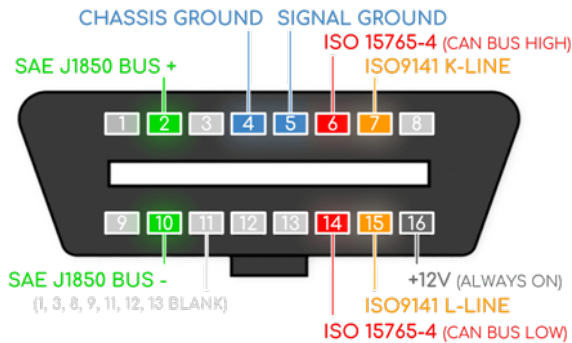 CHASSIS GROUND SIGNAL GROUND
ISO 15765-4 (CAN BUS HIGH)
SAE J1850 BUS + ISO9141 K-LINE
1 2 3 4 5 6 7 8
9 10 11 12 13 14 15 16
SAE J1850 BUS - +12V (ALWAYS ON)
(1, 3, 8, 9, 11, 12, 13 BLANK) ISO9141 L-LINE
ISO 15765-4 (CAN BUS LOW)